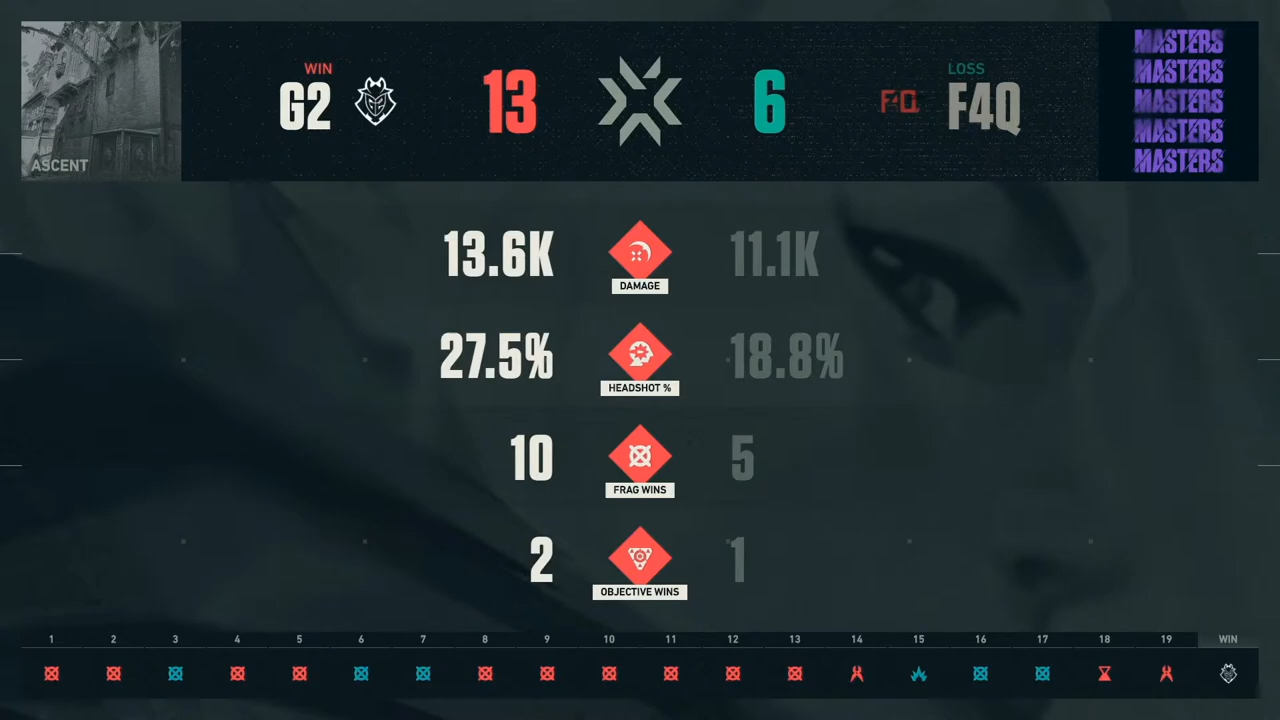 WIN
G2
13
6
FQ
LOSS
F4Q
MASTERS
MASTERS
MASTERS
MASTERS
MASTERS
ASCENT
13.6K
DAMAGE
11.1K
27.5%
HEADSHOT %
18.8%
10
FRAG WINS
5
2
OBJECTIVE WINS
1
1 2 3 4 5 6 7 8 9 10 11 12 13 14 15 16 17 18 19 WIN